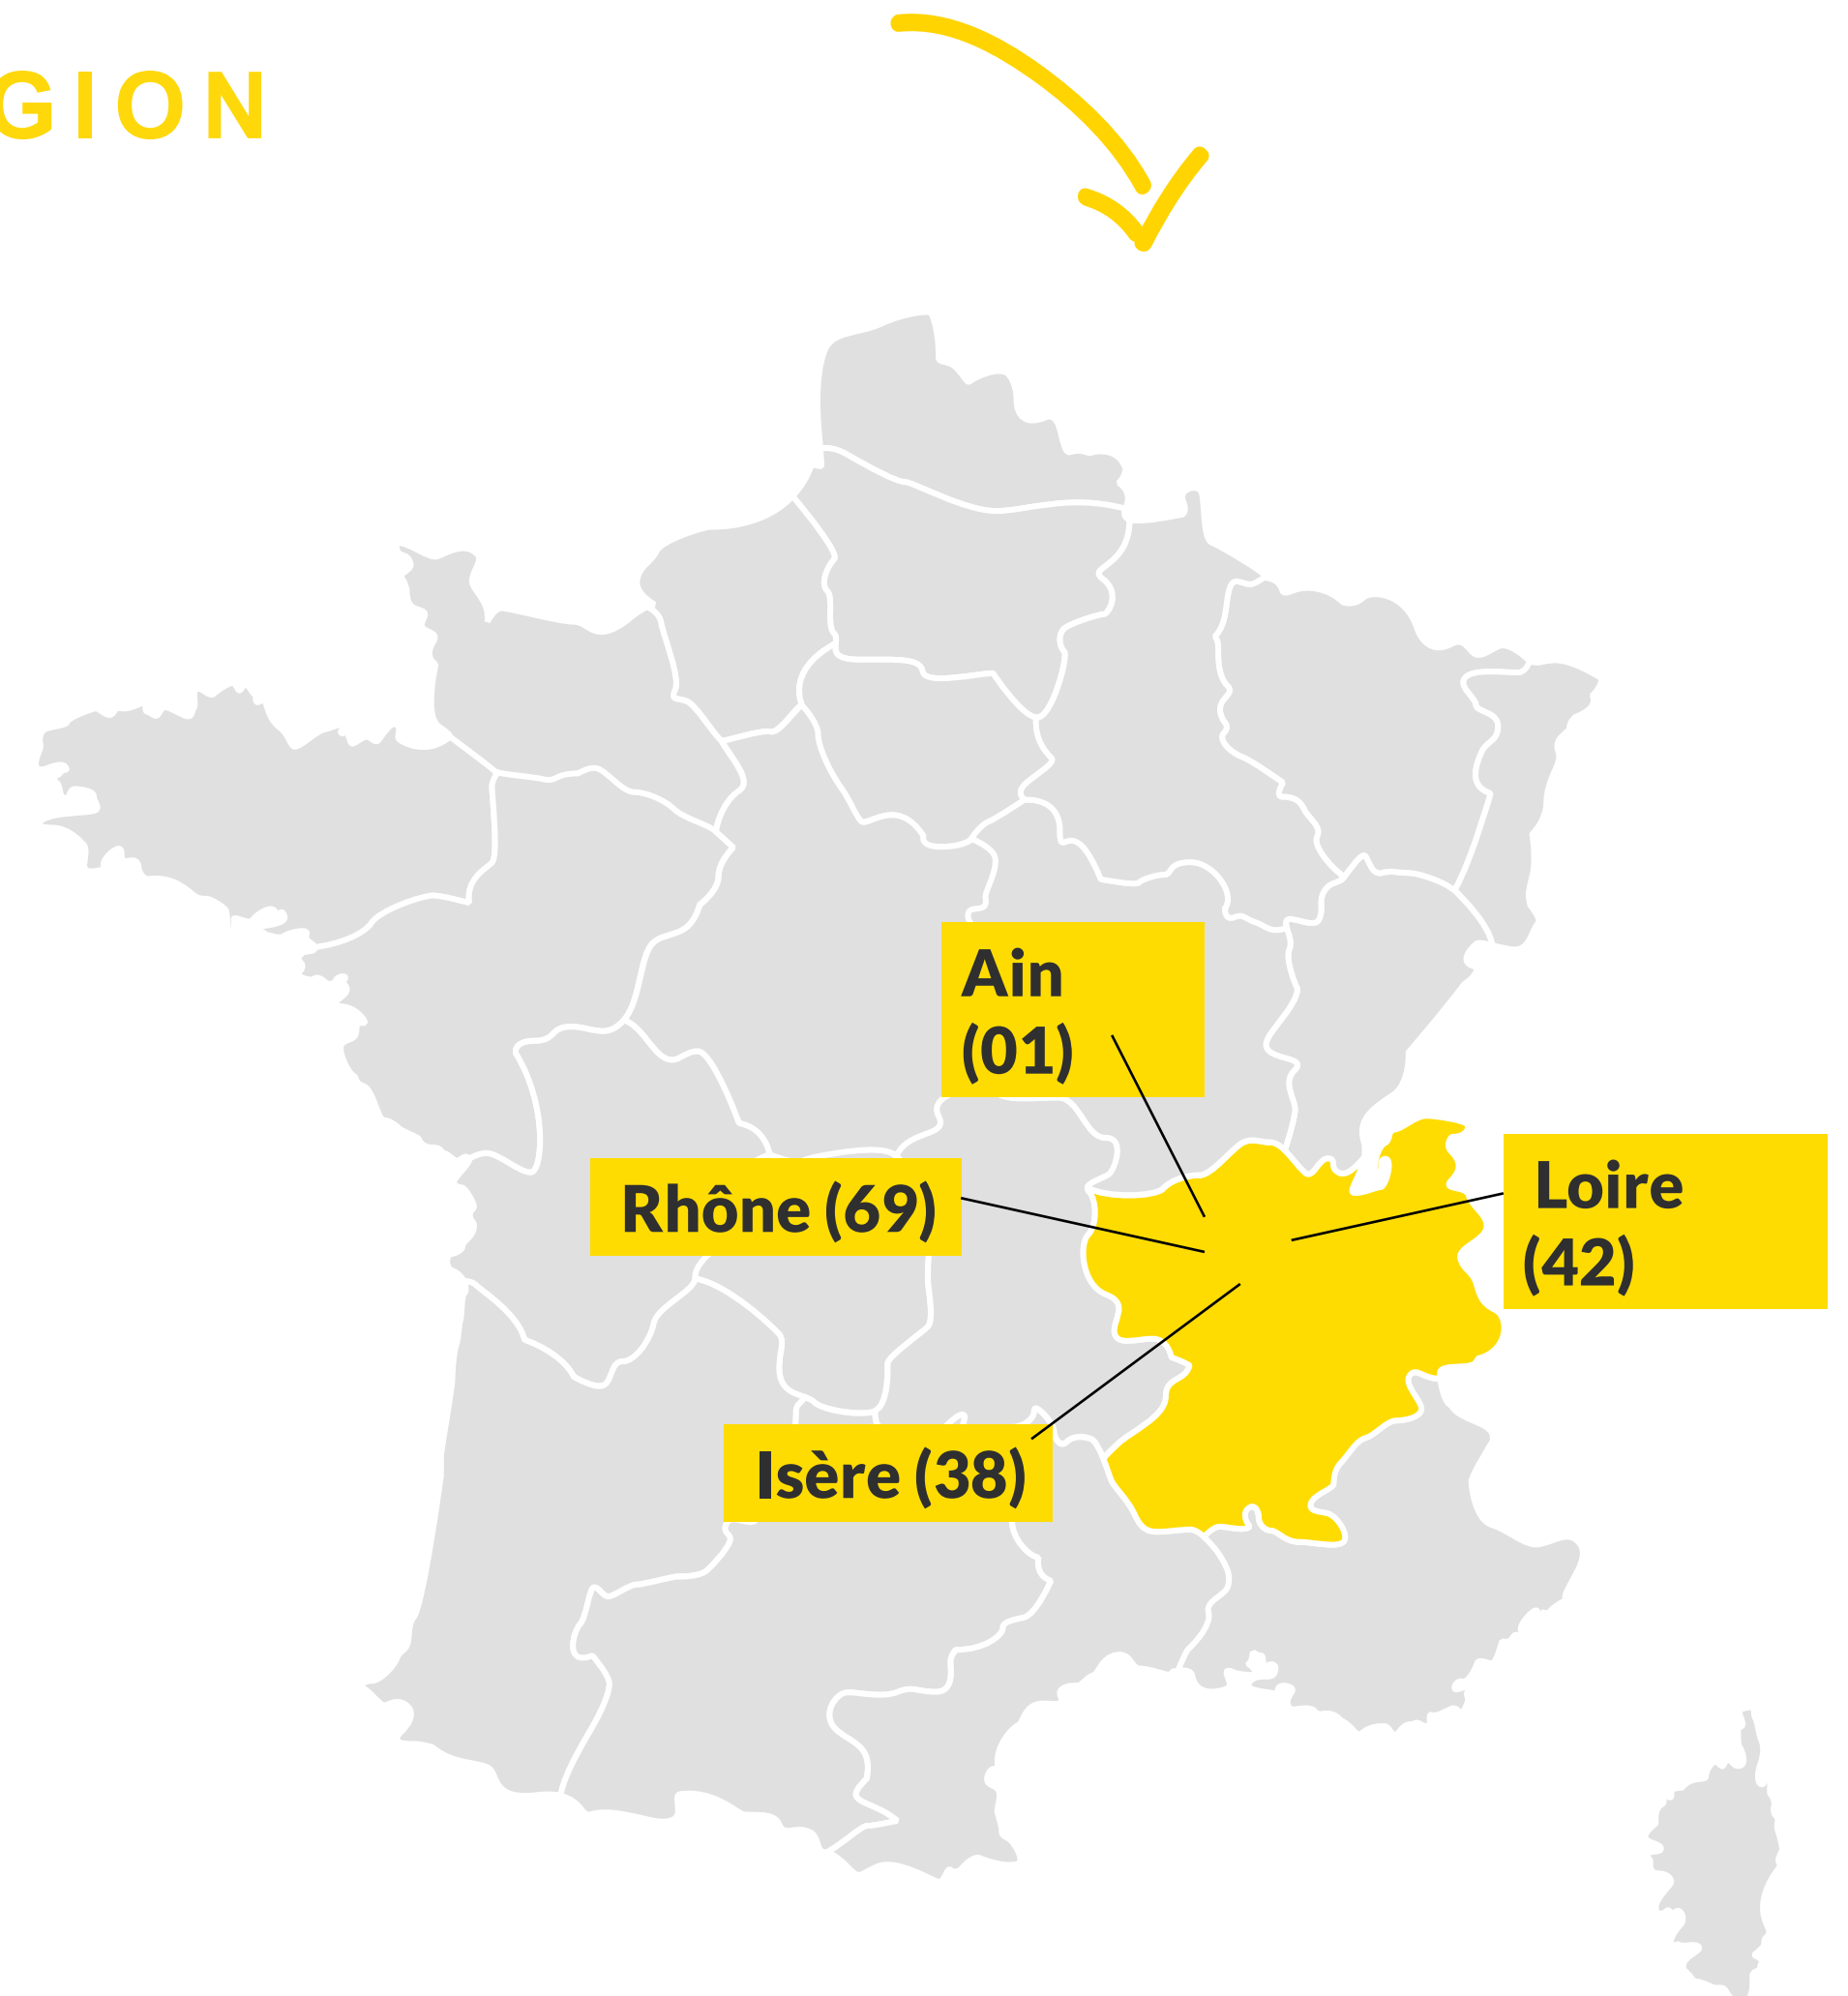 GION
Ain
(01)
Rhône (69)
Loire
(42)
Isère (38)